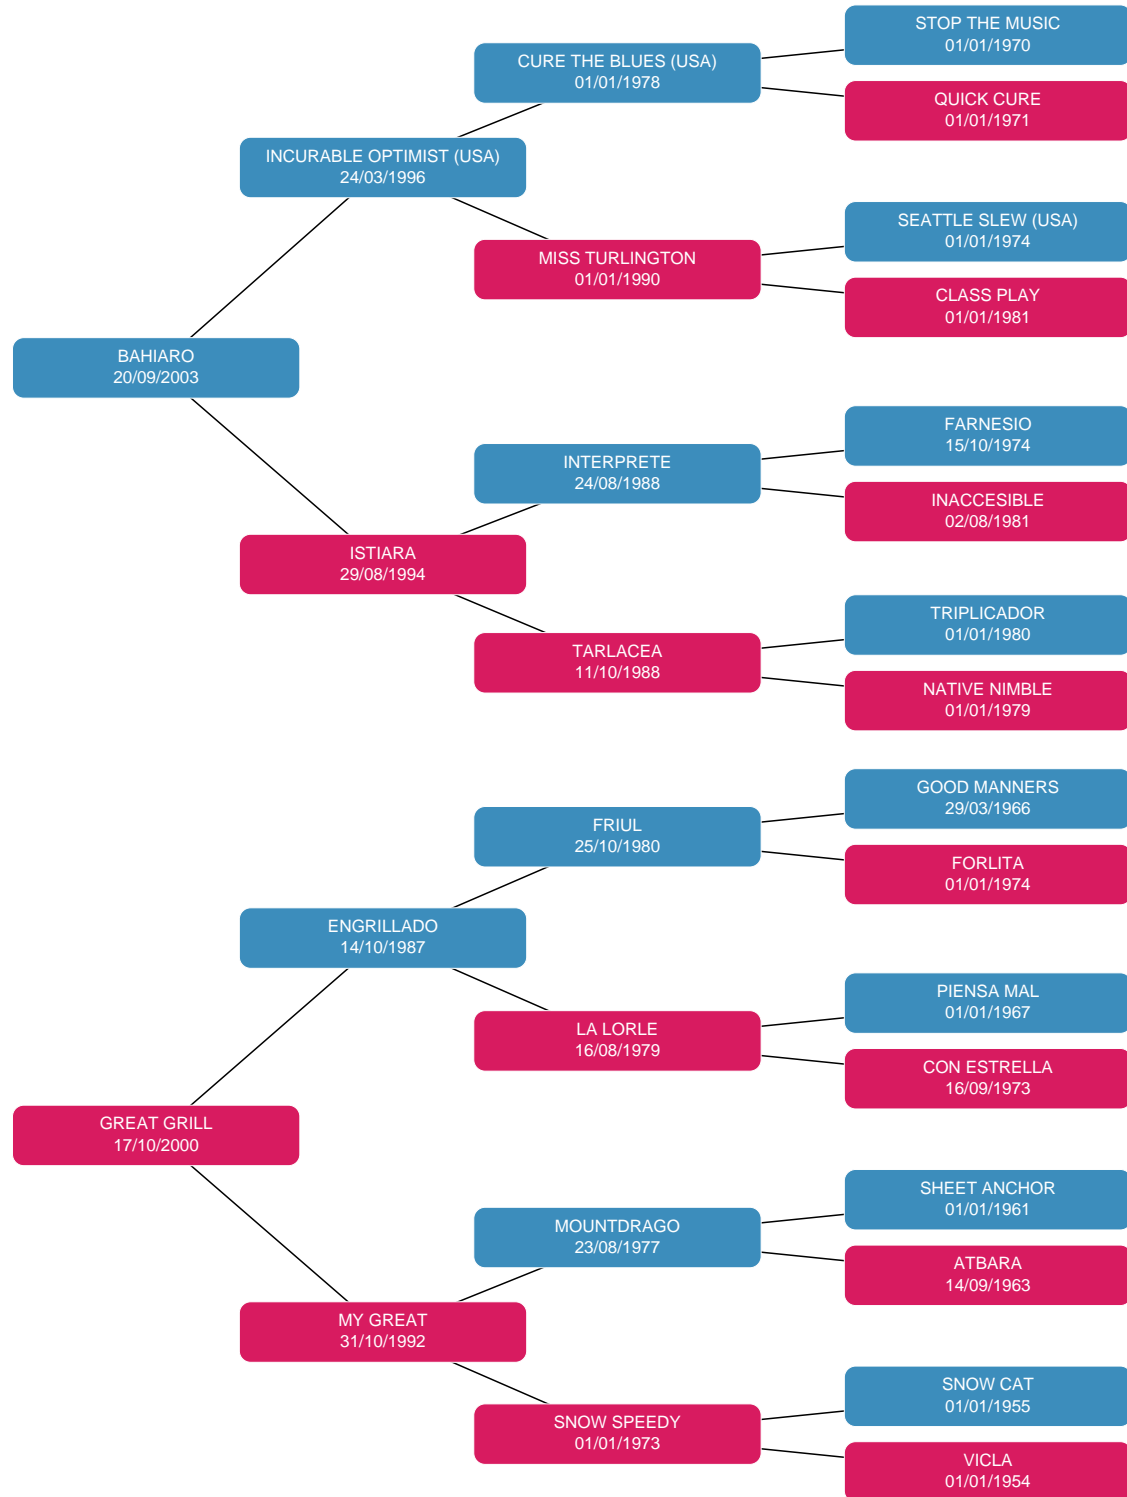 STOP THE MUSIC
01/01/1970
CURE THE BLUES (USA)
01/01/1978
QUICK CURE
01/01/1971
INCURABLE OPTIMIST (USA)
24/03/1996
SEATTLE SLEW (USA)
01/01/1974
MISS TURLINGTON
01/01/1990
CLASS PLAY
01/01/1981
BAHIARO
20/09/2003
FARNESIO
15/10/1974
INTERPRETE
24/08/1988
INACCESIBLE
02/08/1981
ISTIARA
29/08/1994
TRIPLICADOR
01/01/1980
TARLACEA
11/10/1988
NATIVE NIMBLE
01/01/1979
GOOD MANNERS
29/03/1966
FRIUL
25/10/1980
FORLITA
01/01/1974
ENGRILLADO
14/10/1987
PIENSA MAL
01/01/1967
LA LORLE
16/08/1979
CON ESTRELLA
16/09/1973
GREAT GRILL
17/10/2000
SHEET ANCHOR
01/01/1961
MOUNTDRAGO
23/08/1977
ATBARA
14/09/1963
MY GREAT
31/10/1992
SNOW CAT
01/01/1955
SNOW SPEEDY
01/01/1973
VICLA
01/01/1954